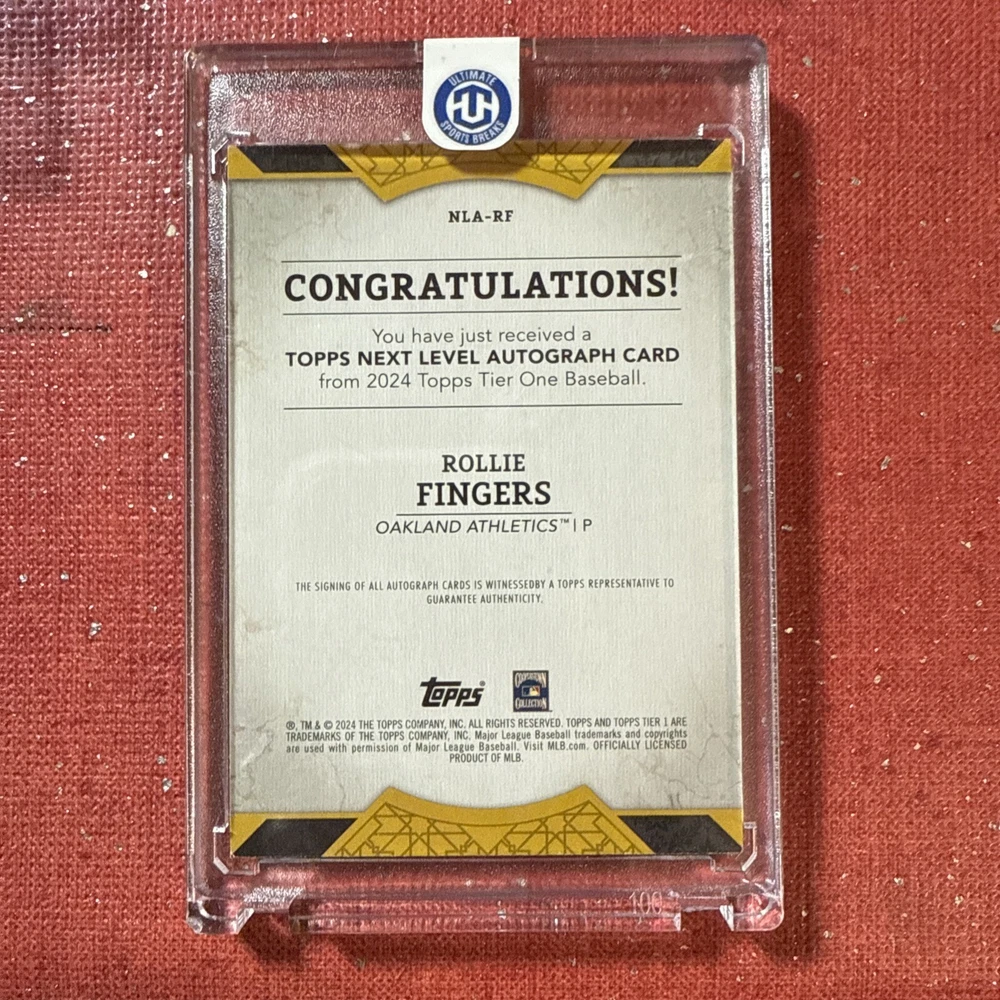 ULTIMATE
SPORTS BREAKS
NLA-RF
CONGRATULATIONS!
You have just received a
TOPPS NEXT LEVEL AUTOGRAPH CARD
from 2024 Topps Tier One Baseball.
ROLLIE
FINGERS
OAKLAND ATHLETICS™ | P
THE SIGNING OF ALL AUTOGRAPH CARDS IS WITNESSEDBY A TOPPS REPRESENTATIVE TO
GUARANTEE AUTHENTICITY.
Topps®
COOPERSTOWN
COLLECTION
®, TM & © 2024 THE TOPPS COMPANY, INC. ALL RIGHTS RESERVED. TOPPS AND TOPPS TIER 1 ARE
TRADEMARKS OF THE TOPPS COMPANY, INC. Major League Baseball trademarks and copyrights
are used with permission of Major League Baseball. Visit MLB.com. OFFICIALLY LICENSED
PRODUCT OF MLB.